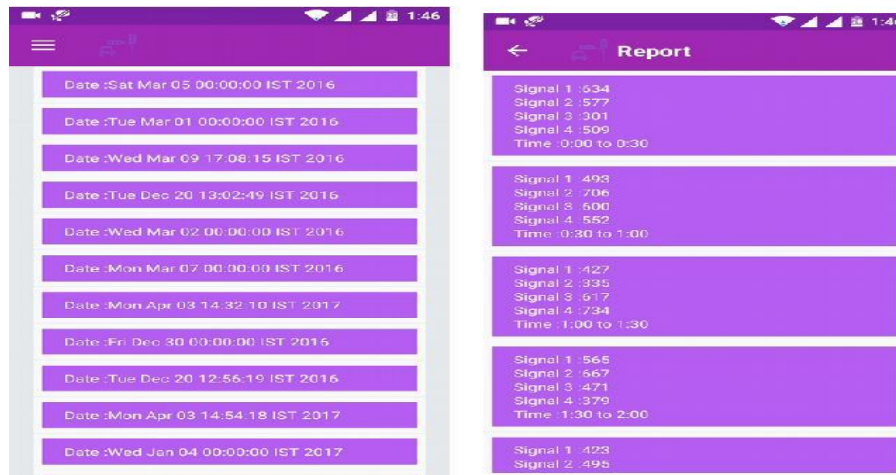 1:46
Date :Sat Mar 05 00:00:00 IST 2016
Date :Tue Mar 01 00:00:00 IST 2016
Date :Wed Mar 09 17:08:15 IST 2016
Date :Tue Dec 20 13:02:49 IST 2016
Date :Wed Mar 02 00:00:00 IST 2016
Date :Mon Mar 07 00:00:00 IST 2016
Date :Mon Apr 03 14:32:10 IST 2017
Date :Fri Dec 30 00:00:00 IST 2016
Date :Tue Dec 20 12:56:19 IST 2016
Date :Mon Apr 03 14:54:18 IST 2017
Date :Wed Jan 04 00:00:00 IST 2017
1:46
Report
Signal 1 :634
Signal 2 :577
Signal 3 :301
Signal 4 :509
Time :0:00 to 0:30
Signal 1 :493
Signal 2 :706
Signal 3 :600
Signal 4 :552
Time :0:30 to 1:00
Signal 1 :427
Signal 2 :335
Signal 3 :617
Signal 4 :734
Time :1:00 to 1:30
Signal 1 :565
Signal 2 :667
Signal 3 :471
Signal 4 :379
Time :1:30 to 2:00
Signal 1 :423
Signal 2 :495